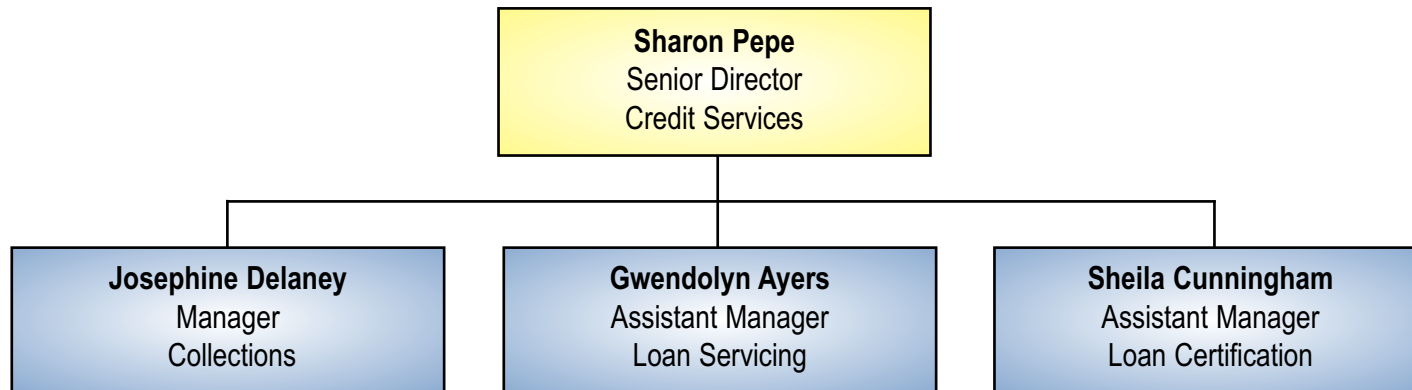 Sharon Pepe
Senior Director
Credit Services
Josephine Delaney
Manager
Collections
Gwendolyn Ayers
Assistant Manager
Loan Servicing
Sheila Cunningham
Assistant Manager
Loan Certification